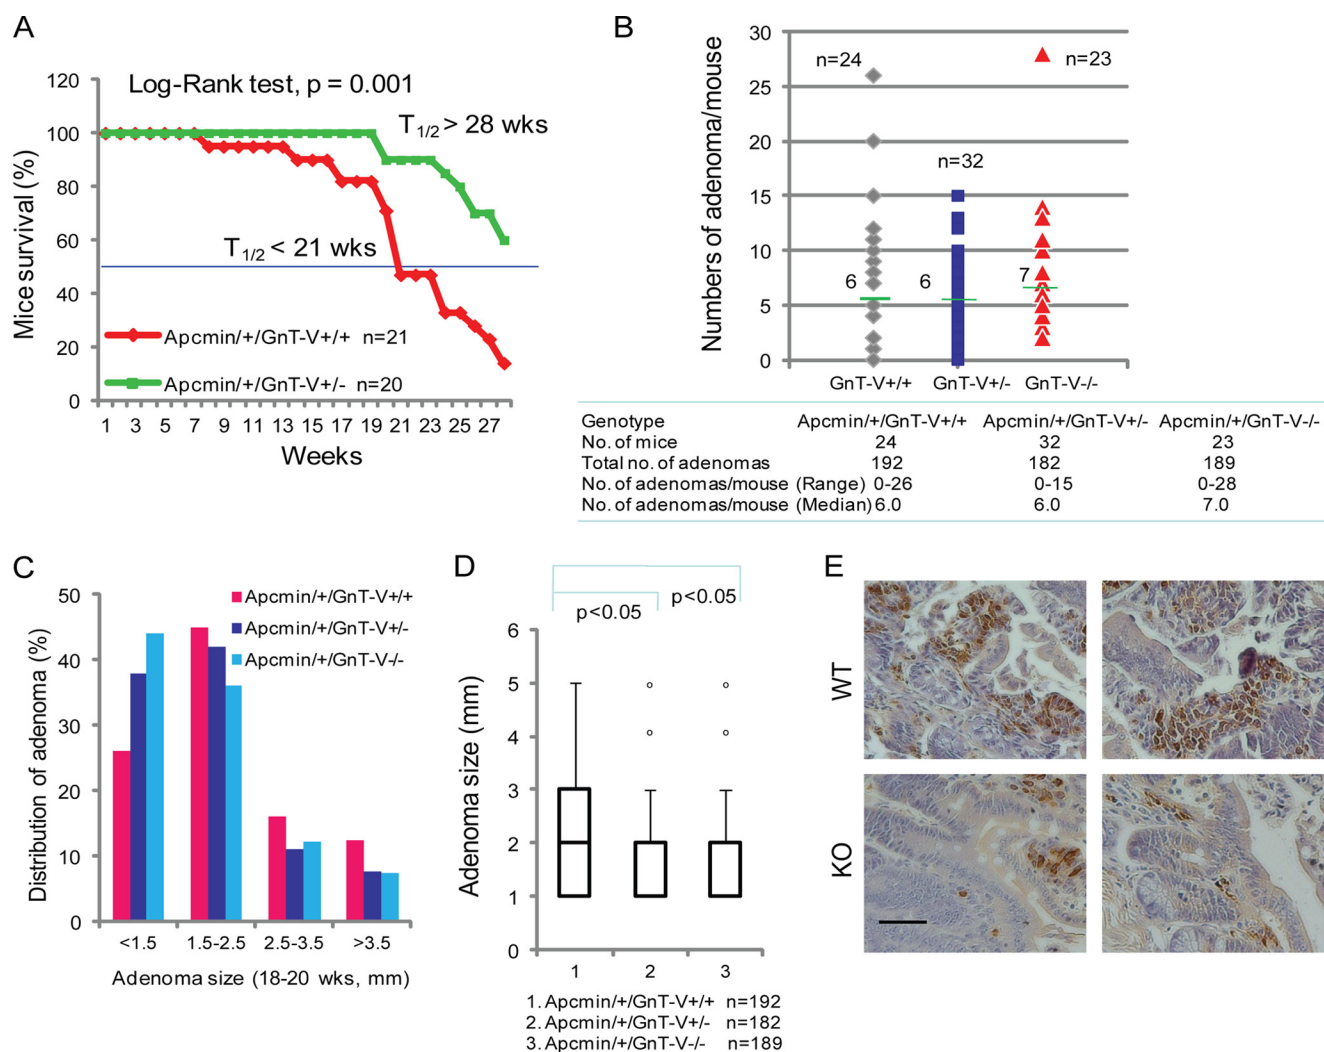 A
Log-Rank test, p = 0.001
T1/2 > 28 wks
T1/2 < 21 wks
Mice survival (%)
120
100
80
60
40
20
0
Apcmin/+/GnT-V+/+ n=21
Apcmin/+/GnT-V+/- n=20
1 3 5 7 9 11 13 15 17 19 21 23 25 27
Weeks
B
Numbers of adenoma/mouse
30
25
20
15
10
5
0
n=24
n=32
n=23
6
6
7
GnT-V+/+ GnT-V+/- GnT-V-/-
Genotype Apcmin/+/GnT-V+/+ Apcmin/+/GnT-V+/- Apcmin/+/GnT-V-/-
No. of mice 24 32 23
Total no. of adenomas 192 182 189
No. of adenomas/mouse (Range) 0-26 0-15 0-28
No. of adenomas/mouse (Median) 6.0 6.0 7.0
C
Distribution of adenoma (%)
50
40
30
20
10
0
Apcmin/+/GnT-V+/+
Apcmin/+/GnT-V+/-
Apcmin/+/GnT-V-/-
<1.5 1.5-2.5 2.5-3.5 >3.5
Adenoma size (18-20 wks, mm)
D
p<0.05
p<0.05
Adenoma size (mm)
6
5
4
3
2
1
0
1 2 3
1. Apcmin/+/GnT-V+/+ n=192
2. Apcmin/+/GnT-V+/- n=182
3. Apcmin/+/GnT-V-/- n=189
E
WT
KO